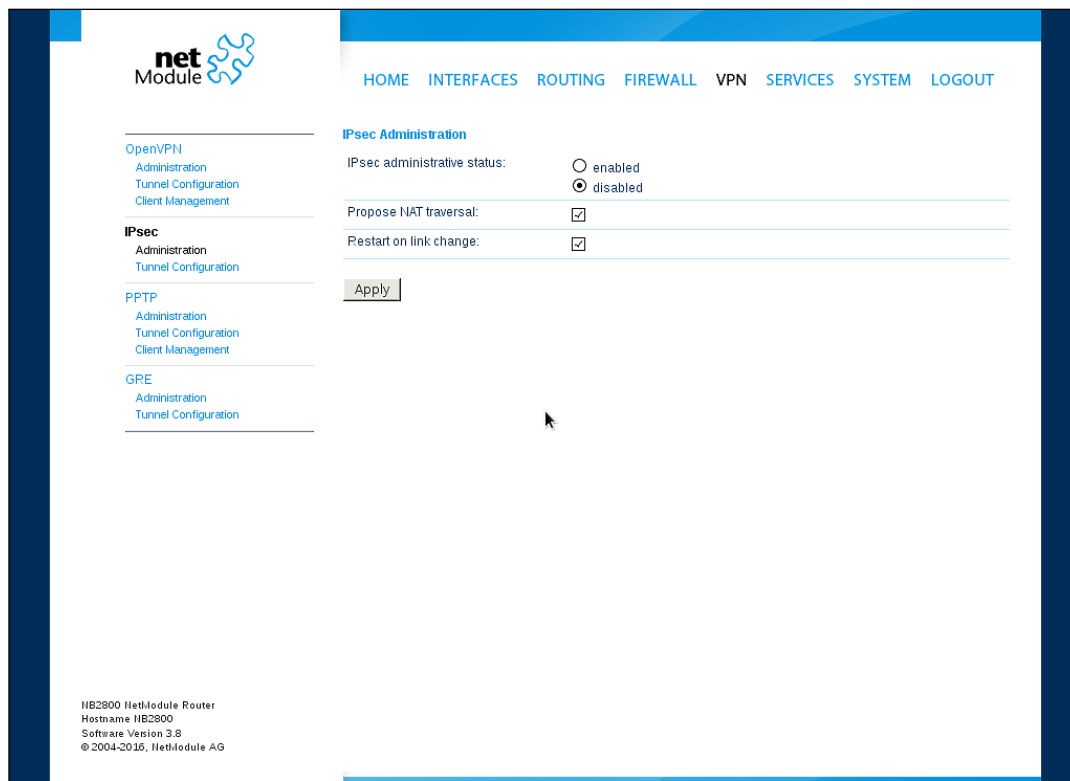 net
Module
HOME INTERFACES ROUTING FIREWALL VPN SERVICES SYSTEM LOGOUT
OpenVPN
Administration
Tunnel Configuration
Client Management
IPsec
Administration
Tunnel Configuration
PPTP
Administration
Tunnel Configuration
Client Management
GRE
Administration
Tunnel Configuration
IPsec Administration
IPsec administrative status:
enabled
disabled
Propose NAT traversal:
Restart on link change:
Apply
NB2800 NetModule Router
Hostname NB2800
Software Version 3.8
© 2004-2016, NetModule AG